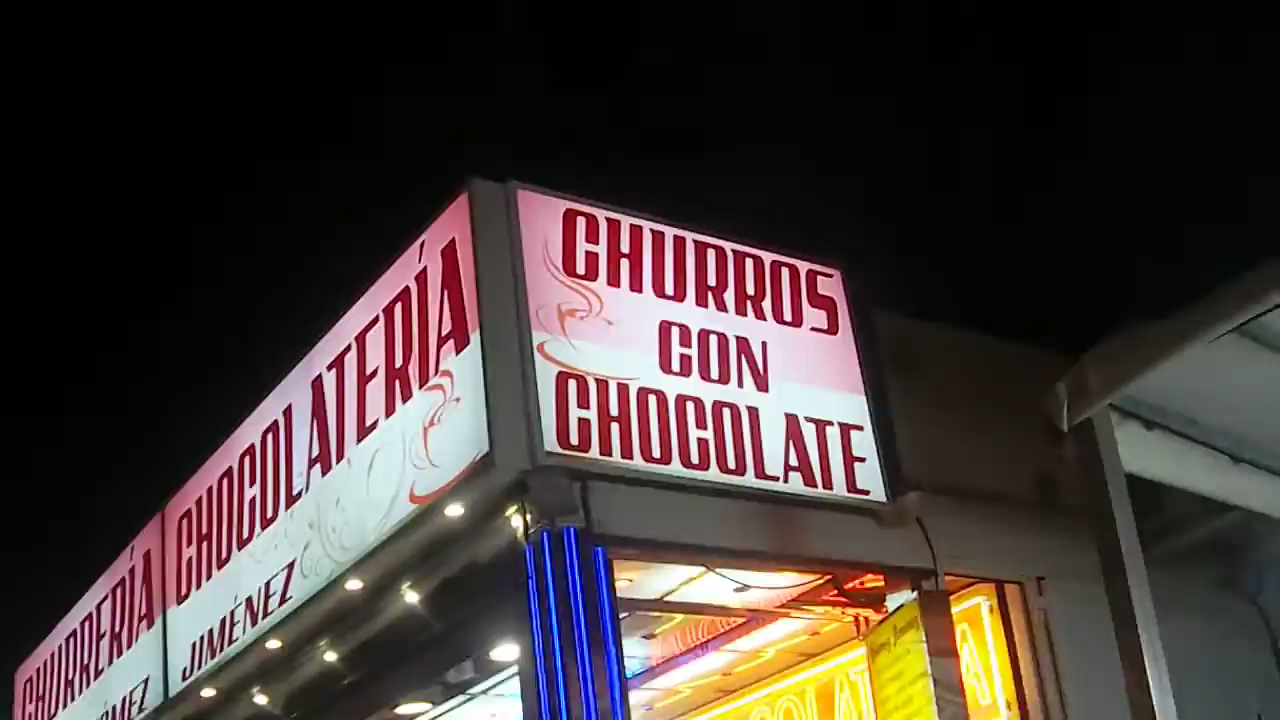 CHURRERÍA
CHOCOLATERÍA
JIMÉNEZ
CHURROS
CON
CHOCOLATE